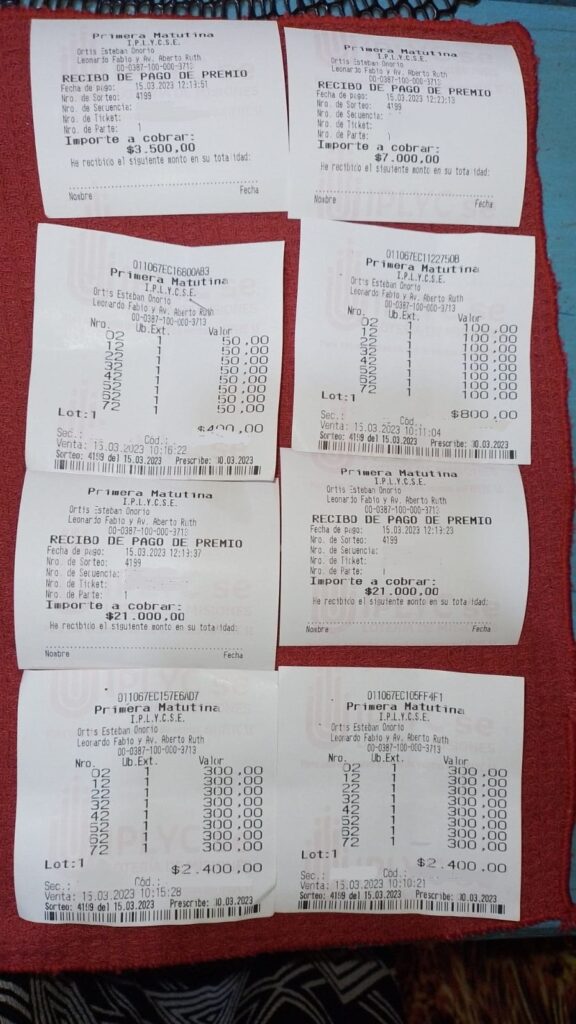 Primera Matutina
I.P.L.Y.C.S.E.
Ortis Esteban Onorio
Leonardo Fabio y Av. Aberto Ruth
00-0387-100-000-3713
RECIBO DE PAGO DE PREMIO
Fecha de pago: 15.03.2023 12:19:51
Nro. de Sorteo: 4199
Nro. de Secuencia:
Nro. de Ticket:
Nro. de Parte: 1
Importe a cobrar:
$3.500,00
He recibido el siguiente monto en su totalidad:
Nombre Fecha
Primera Matutina
I.P.L.Y.C.S.E.
Ortis Esteban Onorio
Leonardo Fabio y Av. Aberto Ruth
00-0387-100-000-3713
RECIBO DE PAGO DE PREMIO
Fecha de pago: 15.03.2023 12:20:13
Nro. de Sorteo: 4199
Nro. de Secuencia:
Nro. de Ticket:
Nro. de Parte:
Importe a cobrar:
$7.000,00
He recibido el siguiente monto en su totalidad:
Nombre Fecha
011067EC16800AB3
Primera Matutina
I.P.L.Y.C.S.E.
Ortis Esteban Onorio
Leonardo Fabio y Av. Aberto Ruth
00-0387-100-000-3713
Nro. Ub.Ext. Valor
02 1 50,00
12 1 50,00
22 1 50,00
32 1 50,00
42 1 50,00
52 1 50,00
62 1 50,00
72 1 50,00
Lot:1 $400,00
Sec.: Cód.:
Venta: 15.03.2023 10:16:22
Sorteo: 4199 del 15.03.2023 Prescribe: 30.03.2023
011067EC1122750B
Primera Matutina
I.P.L.Y.C.S.E.
Ortis Esteban Onorio
Leonardo Fabio y Av. Aberto Ruth
00-0387-100-000-3713
Nro. Ub.Ext. Valor
02 1 100,00
12 1 100,00
22 1 100,00
32 1 100,00
42 1 100,00
52 1 100,00
62 1 100,00
72 1 100,00
Lot:1 $800,00
Sec.: Cód.:
Venta: 15.03.2023 10:11:04
Sorteo: 4199 del 15.03.2023 Prescribe: 30.03.2023
Primera Matutina
I.P.L.Y.C.S.E.
Ortis Esteban Onorio
Leonardo Fabio y Av. Aberto Ruth
00-0387-100-000-3713
RECIBO DE PAGO DE PREMIO
Fecha de pago: 15.03.2023 12:19:37
Nro. de Sorteo: 4199
Nro. de Secuencia:
Nro. de Ticket:
Nro. de Parte: 1
Importe a cobrar:
$21.000,00
He recibido el siguiente monto en su totalidad:
Nombre Fecha
Primera Matutina
I.P.L.Y.C.S.E.
Ortis Esteban Onorio
Leonardo Fabio y Av. Aberto Ruth
00-0387-100-000-3713
RECIBO DE PAGO DE PREMIO
Fecha de pago: 15.03.2023 12:19:23
Nro. de Sorteo: 4199
Nro. de Secuencia:
Nro. de Ticket:
Nro. de Parte: 1
Importe a cobrar:
$21.000,00
He recibido el siguiente monto en su totalidad:
Nombre Fecha
011067EC157E6AD7
Primera Matutina
I.P.L.Y.C.S.E.
Ortis Esteban Onorio
Leonardo Fabio y Av. Aberto Ruth
00-0387-100-000-3713
Nro. Ub.Ext. Valor
02 1 300,00
12 1 300,00
22 1 300,00
32 1 300,00
42 1 300,00
52 1 300,00
62 1 300,00
72 1 300,00
Lot:1 $2.400,00
Sec.: Cód.:
Venta: 15.03.2023 10:15:28
Sorteo: 4199 del 15.03.2023 Prescribe: 30.03.2023
011067EC105FF4F1
Primera Matutina
I.P.L.Y.C.S.E.
Ortis Esteban Onorio
Leonardo Fabio y Av. Aberto Ruth
00-0387-100-000-3713
Nro. Ub.Ext. Valor
02 1 300,00
12 1 300,00
22 1 300,00
32 1 300,00
42 1 300,00
52 1 300,00
62 1 300,00
72 1 300,00
Lot:1 $2.400,00
Sec.: Cód.:
Venta: 15.03.2023 10:10:21
Sorteo: 4199 del 15.03.2023 Prescribe: 30.03.2023